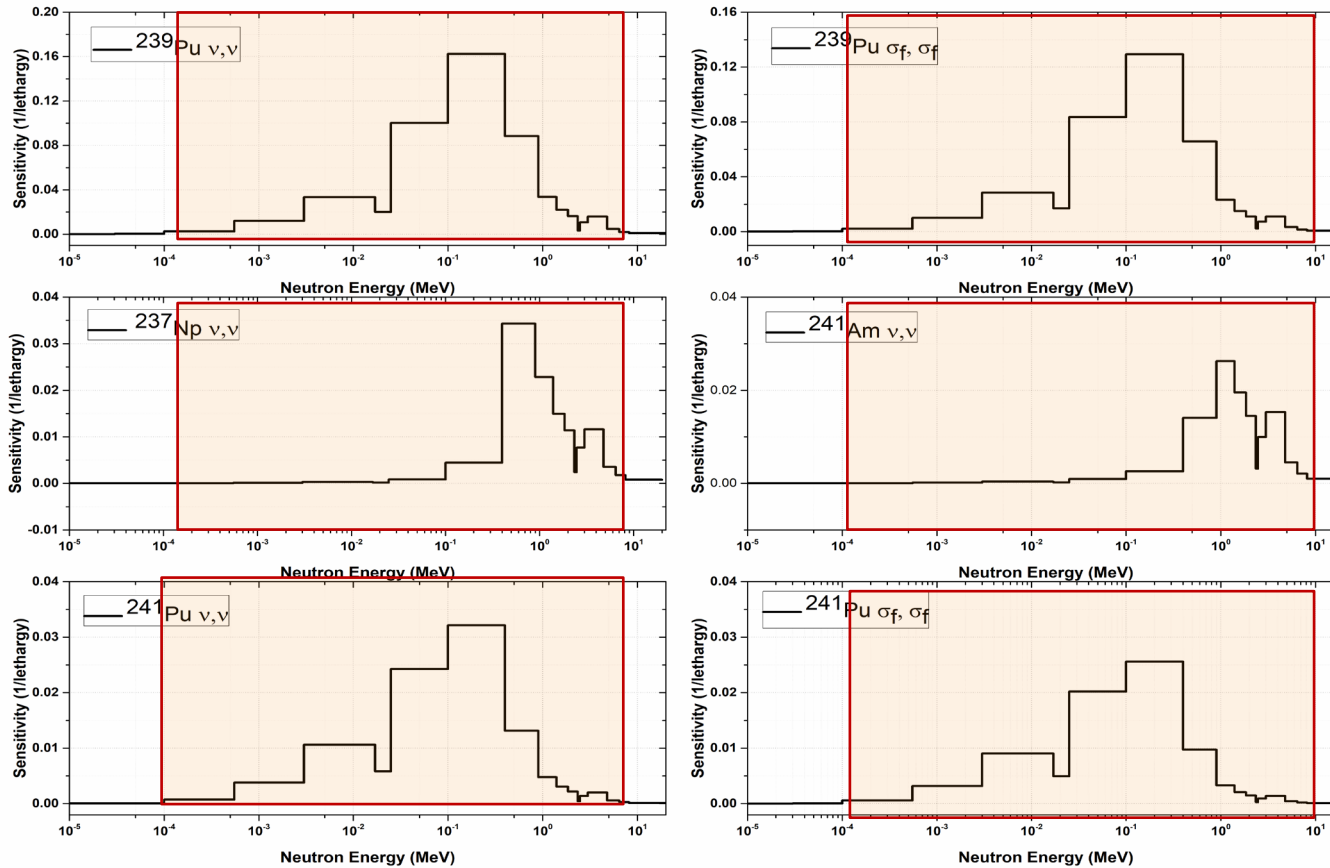 0.20
0.16
0.12
0.08
0.04
0.00
Sensitivity (1/lethargy)
²³⁹Pu ν,ν
10⁻⁵ 10⁻⁴ 10⁻³ 10⁻² 10⁻¹ 10⁰ 10¹
Neutron Energy (MeV)
0.16
0.12
0.08
0.04
0.00
Sensitivity (1/lethargy)
²³⁹Pu σf, σf
10⁻⁵ 10⁻⁴ 10⁻³ 10⁻² 10⁻¹ 10⁰ 10¹
Neutron Energy (MeV)
0.04
0.03
0.02
0.01
0.00
-0.01
Sensitivity (1/lethargy)
²³⁷Np ν,ν
10⁻⁵ 10⁻⁴ 10⁻³ 10⁻² 10⁻¹ 10⁰ 10¹
Neutron Energy (MeV)
0.04
0.02
0.00
Sensitivity (1/lethargy)
²⁴¹Am ν,ν
10⁻⁵ 10⁻⁴ 10⁻³ 10⁻² 10⁻¹ 10⁰ 10¹
Neutron Energy (MeV)
0.04
0.03
0.02
0.01
0.00
Sensitivity (1/lethargy)
²⁴¹Pu ν,ν
10⁻⁵ 10⁻⁴ 10⁻³ 10⁻² 10⁻¹ 10⁰ 10¹
Neutron Energy (MeV)
0.04
0.03
0.02
0.01
0.00
Sensitivity (1/lethargy)
²⁴¹Pu σf, σf
10⁻⁵ 10⁻⁴ 10⁻³ 10⁻² 10⁻¹ 10⁰ 10¹
Neutron Energy (MeV)